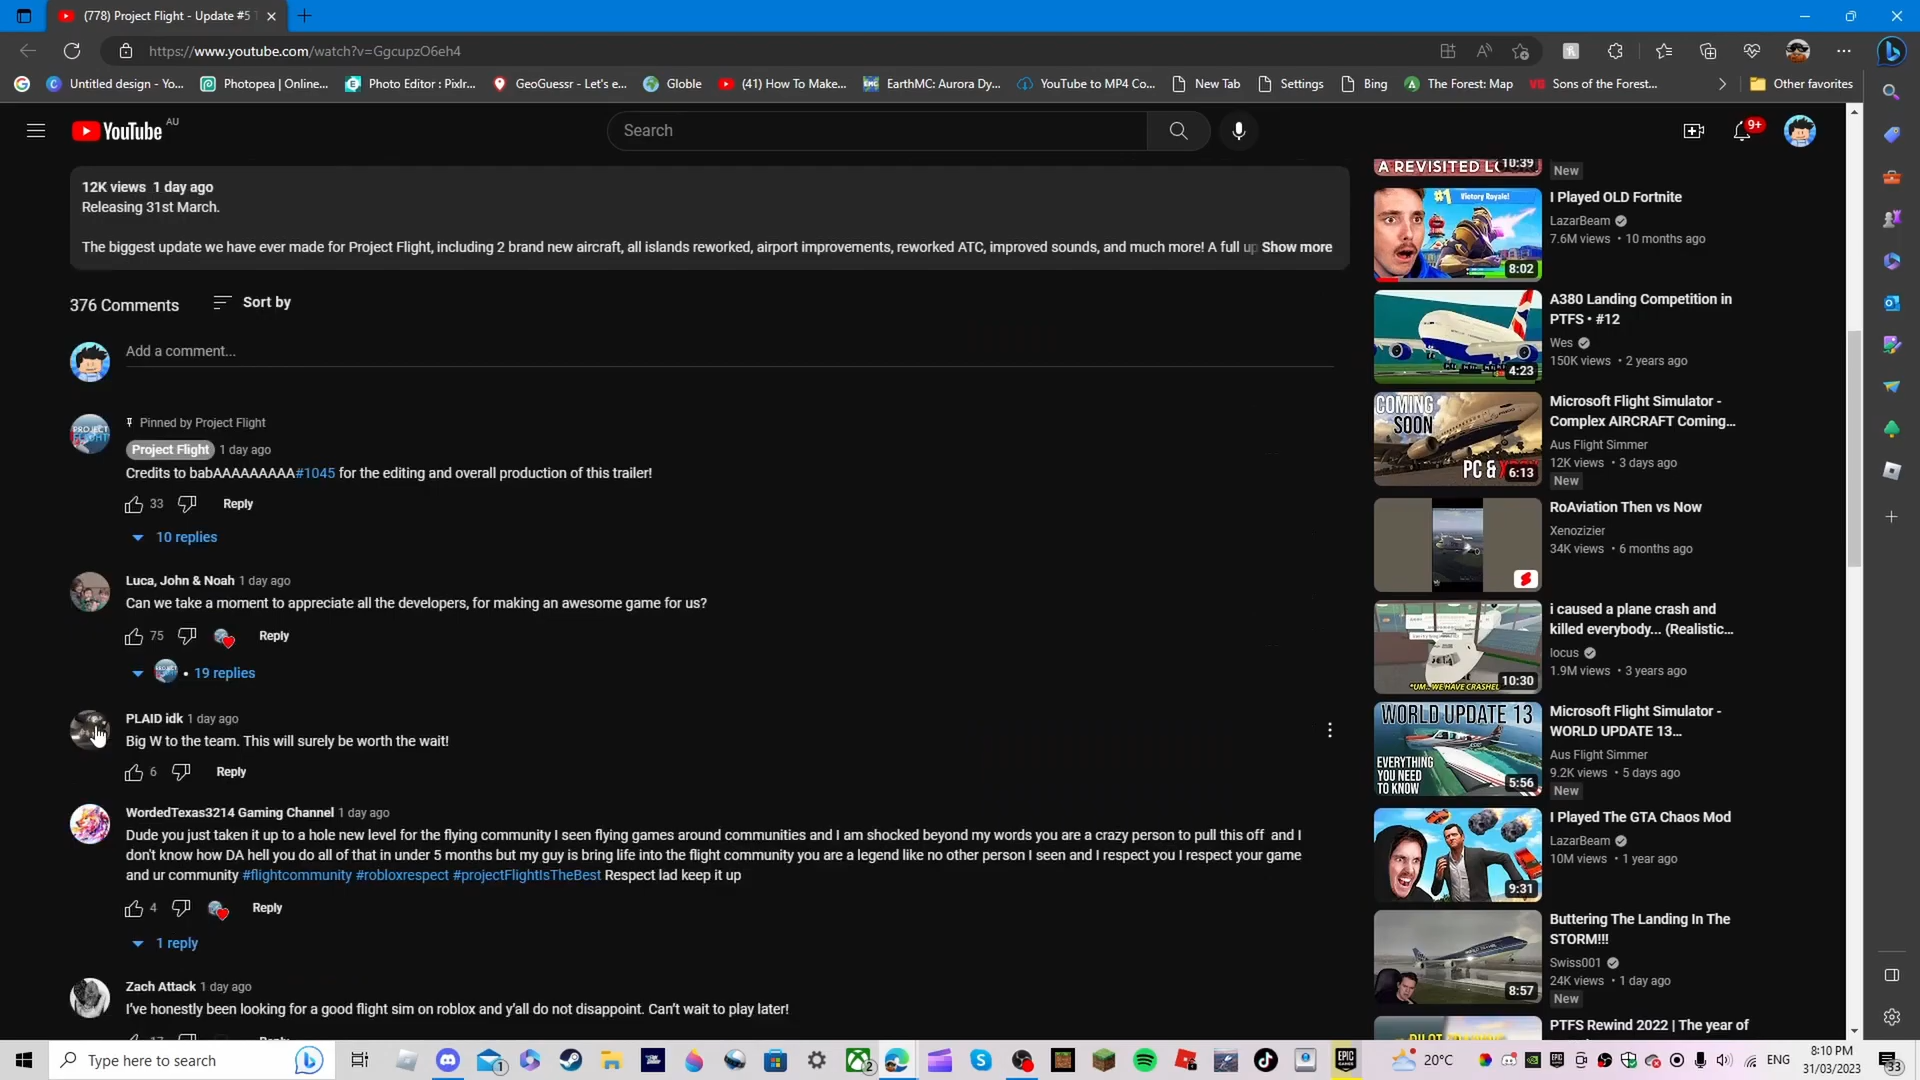 (778) Project Flight - Update #5
https://www.youtube.com/watch?v=GgcupzO6eh4
Untitled design - Yo...
Photopea | Online...
Photo Editor : Pixlr...
GeoGuessr - Let's e...
Globle
(41) How To Make...
EarthMC: Aurora Dy...
YouTube to MP4 Co...
New Tab
Settings
Bing
The Forest: Map
Sons of the Forest...
Other favorites
YouTube AU
Search
9+
12K views 1 day ago
Releasing 31st March.
The biggest update we have ever made for Project Flight, including 2 brand new aircraft, all islands reworked, airport improvements, reworked ATC, improved sounds, and much more! A full up Show more
376 Comments
Sort by
Add a comment...
Pinned by Project Flight
Project Flight 1 day ago
Credits to babAAAAAAAAA#1045 for the editing and overall production of this trailer!
33 Reply
10 replies
Luca, John & Noah 1 day ago
Can we take a moment to appreciate all the developers, for making an awesome game for us?
75 Reply
• 19 replies
PLAID idk 1 day ago
Big W to the team. This will surely be worth the wait!
6 Reply
WordedTexas3214 Gaming Channel 1 day ago
Dude you just taken it up to a hole new level for the flying community I seen flying games around communities and I am shocked beyond my words you are a crazy person to pull this off and I
don't know how DA hell you do all of that in under 5 months but my guy is bring life into the flight community you are a legend like no other person I seen and I respect you I respect your game
and ur community #flightcommunity #robloxrespect #projectFlightIsTheBest Respect lad keep it up
4 Reply
1 reply
Zach Attack 1 day ago
I've honestly been looking for a good flight sim on roblox and y'all do not disappoint. Can't wait to play later!
17 Reply
A REVISITED
10:39
New
#1 Victory Royale!
8:02
I Played OLD Fortnite
LazarBeam
7.6M views • 10 months ago
4:23
A380 Landing Competition in
PTFS • #12
Wes
150K views • 2 years ago
COMING
SOON
PC & X
6:13
Microsoft Flight Simulator -
Complex AIRCRAFT Coming...
Aus Flight Simmer
12K views • 3 days ago
New
RoAviation Then vs Now
Xenozizier
34K views • 6 months ago
*UM.. WE HAVE CRASHED
10:30
i caused a plane crash and
killed everybody... (Realistic...
locus
1.9M views • 3 years ago
WORLD UPDATE 13
EVERYTHING
YOU NEED
TO KNOW
5:56
Microsoft Flight Simulator -
WORLD UPDATE 13...
Aus Flight Simmer
9.2K views • 5 days ago
New
9:31
I Played The GTA Chaos Mod
LazarBeam
10M views • 1 year ago
8:57
Buttering The Landing In The
STORM!!!
Swiss001
24K views • 1 day ago
New
PTFS Rewind 2022 | The year of
Type here to search
20°C
ENG
8:10 PM
31/03/2023
33